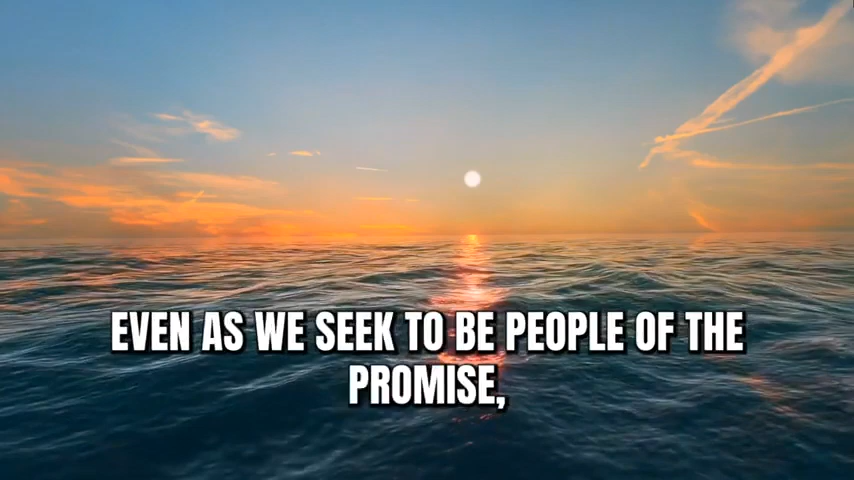 EVEN AS WE SEEK TO BE PEOPLE OF THE
PROMISE,